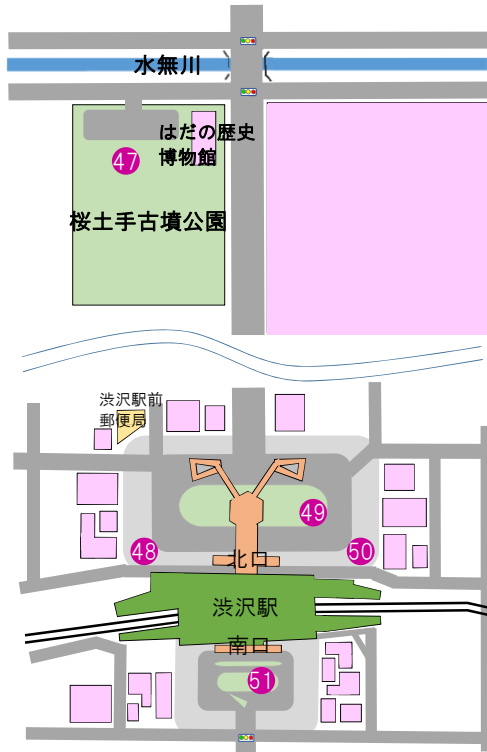 水無川
はだの歴史
博物館
47
桜土手古墳公園
渋沢駅前
郵便局
49
48
50
北口
渋沢駅
南口
51